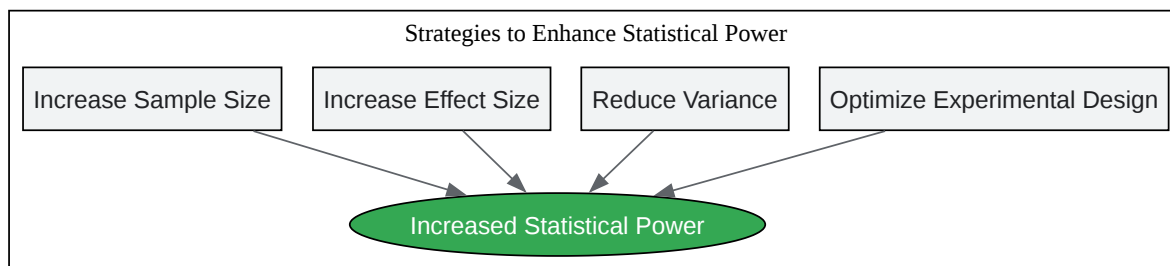 Strategies to Enhance Statistical Power
Increase Sample Size
Increase Effect Size
Reduce Variance
Optimize Experimental Design
Increased Statistical Power